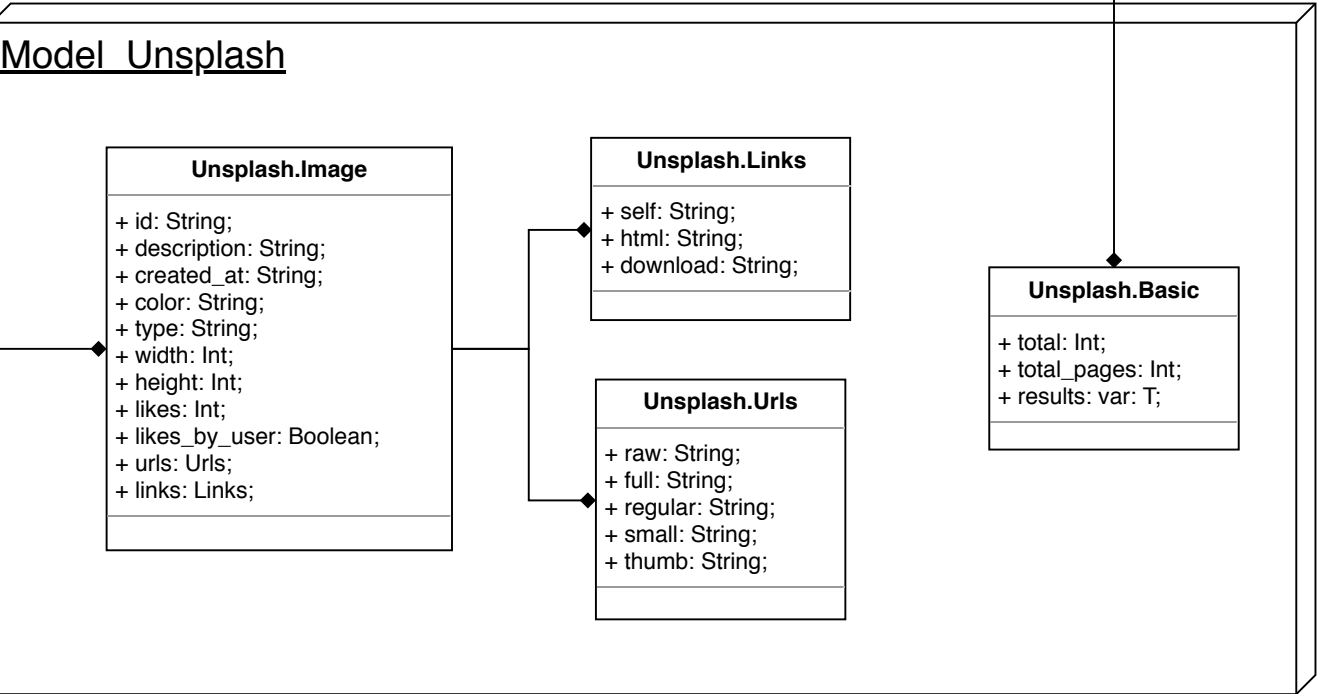 Model_Unsplash
Unsplash.Image
+ id: String;
+ description: String;
+ created_at: String;
+ color: String;
+ type: String;
+ width: Int;
+ height: Int;
+ likes: Int;
+ likes_by_user: Boolean;
+ urls: Urls;
+ links: Links;
Unsplash.Links
+ self: String;
+ html: String;
+ download: String;
Unsplash.Urls
+ raw: String;
+ full: String;
+ regular: String;
+ small: String;
+ thumb: String;
Unsplash.Basic
+ total: Int;
+ total_pages: Int;
+ results: var: T;